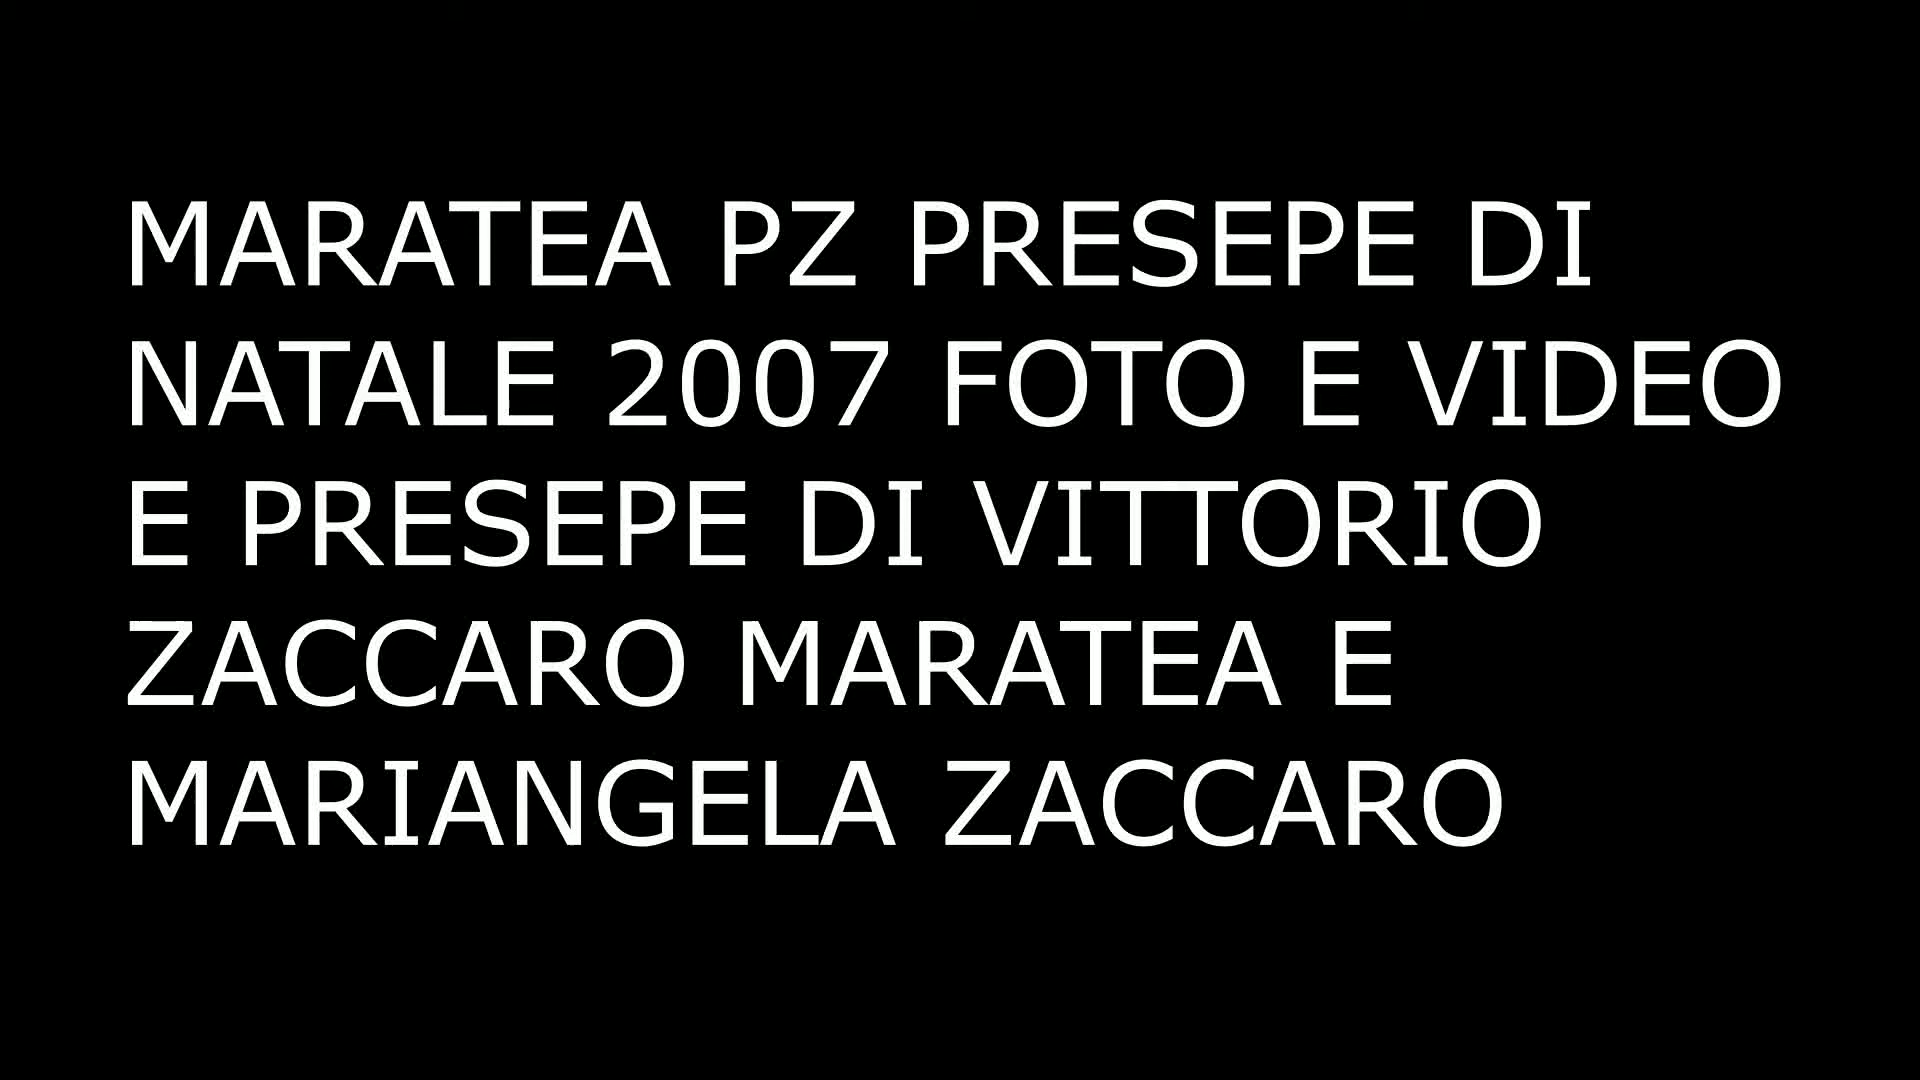 MARATEA PZ PRESEPE DI
NATALE 2007 FOTO E VIDEO
E PRESEPE DI VITTORIO
ZACCARO MARATEA E
MARIANGELA ZACCARO